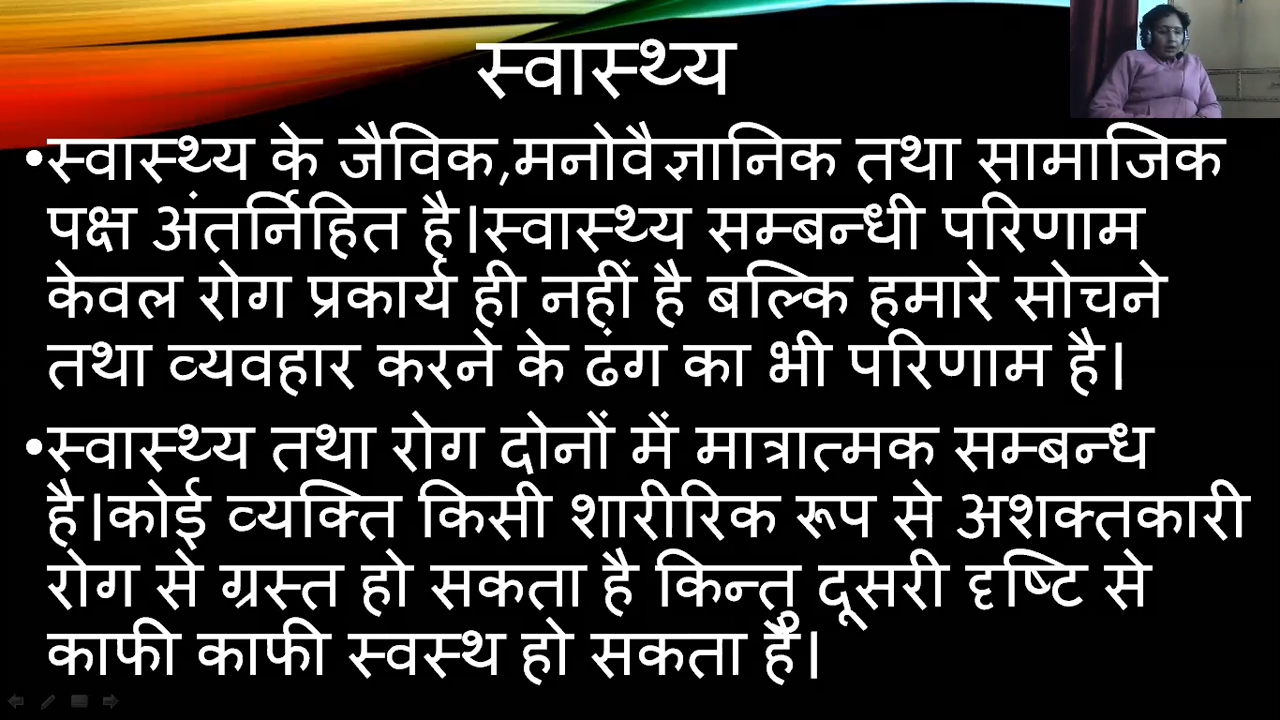 स्वास्थ्य
•स्वास्थ्य के जैविक,मनोवैज्ञानिक तथा सामाजिक
पक्ष अंतर्निहित है।स्वास्थ्य सम्बन्धी परिणाम
केवल रोग प्रकार्य ही नहीं है बल्कि हमारे सोचने
तथा व्यवहार करने के ढंग का भी परिणाम है।
•स्वास्थ्य तथा रोग दोनों में मात्रात्मक सम्बन्ध
है।कोई व्यक्ति किसी शारीरिक रूप से अशक्तकारी
रोग से ग्रस्त हो सकता है किन्तु दूसरी दृष्टि से
काफी काफी स्वस्थ हो सकता है।